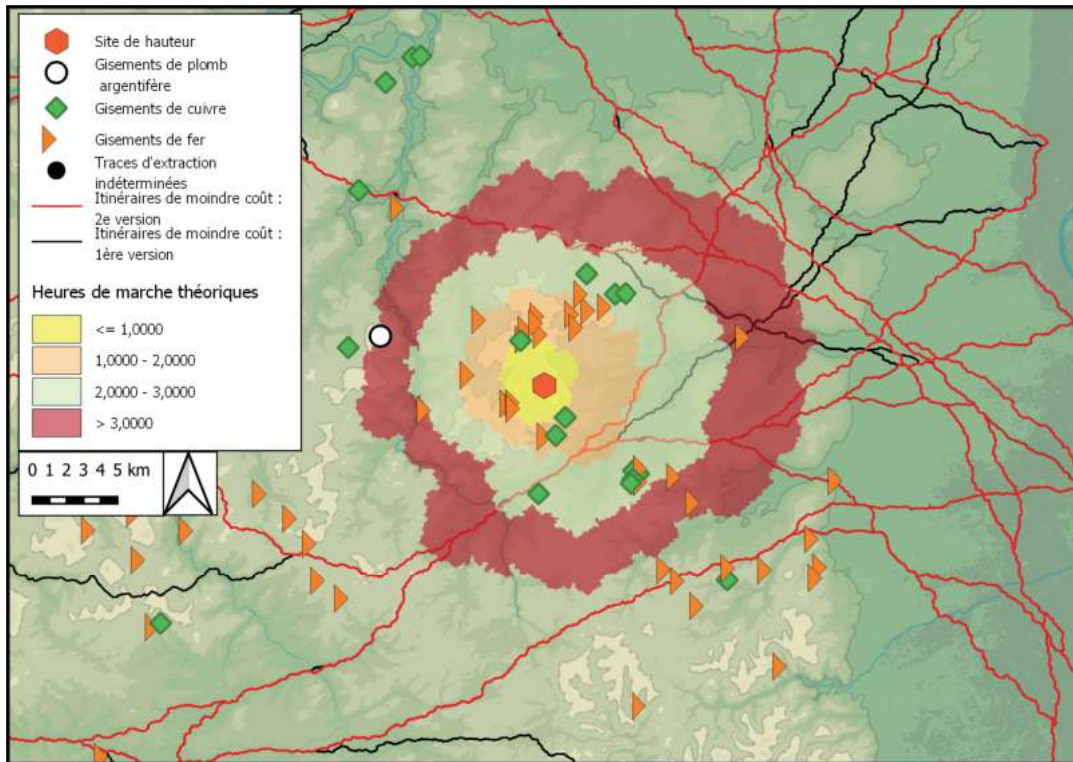 Site de hauteur
Gisements de plomb
argentifère
Gisements de cuivre
Gisements de fer
Traces d'extraction
indéterminées
Itinéraires de moindre coût :
2e version
Itinéraires de moindre coût :
1ère version
Heures de marche théoriques
<= 1,0000
1,0000 - 2,0000
2,0000 - 3,0000
> 3,0000
0 1 2 3 4 5 km